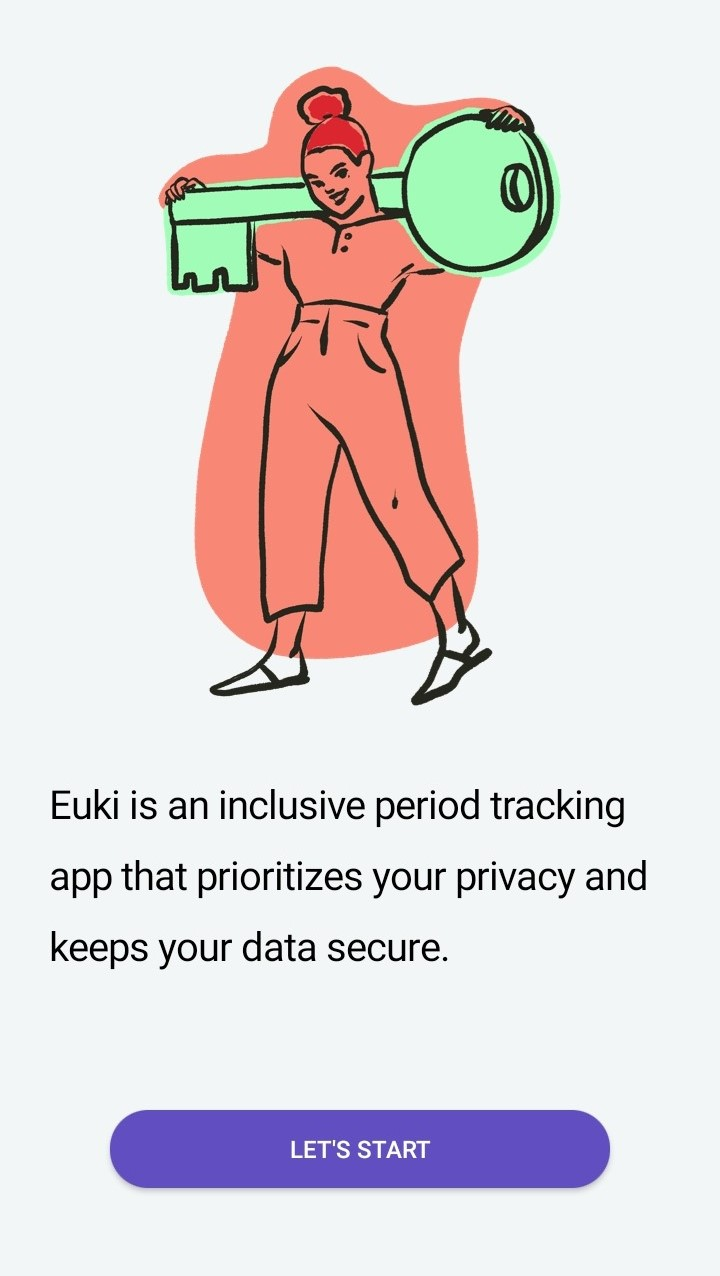 Euki is an inclusive period tracking
app that prioritizes your privacy and
keeps your data secure.
LET'S START